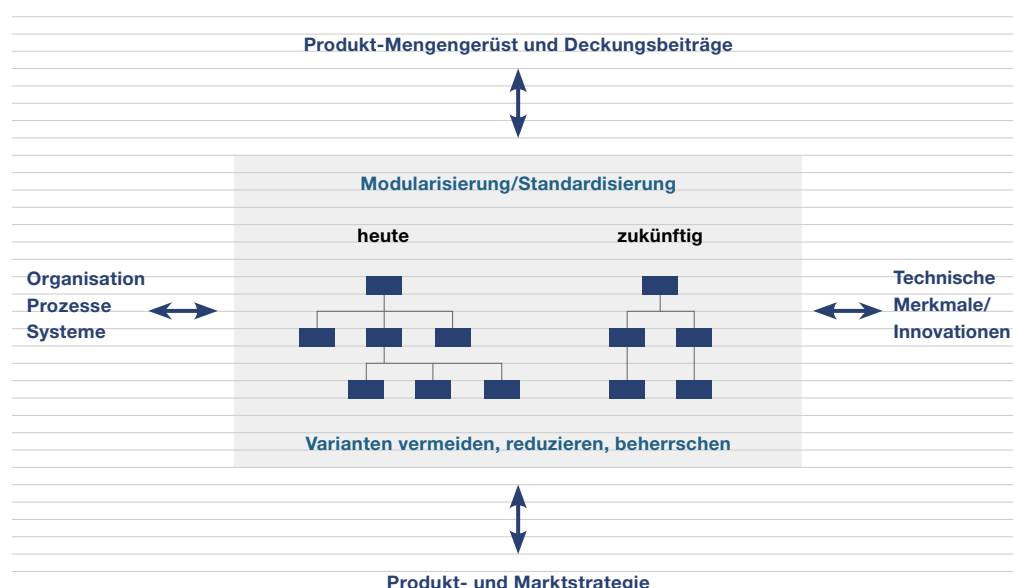 Produkt-Mengengerüst und Deckungsbeiträge
Modularisierung/Standardisierung
heute
zukünftig
Organisation
Prozesse
Systeme
Technische
Merkmale/
Innovationen
Varianten vermeiden, reduzieren, beherrschen
Produkt- und Marktstrategie